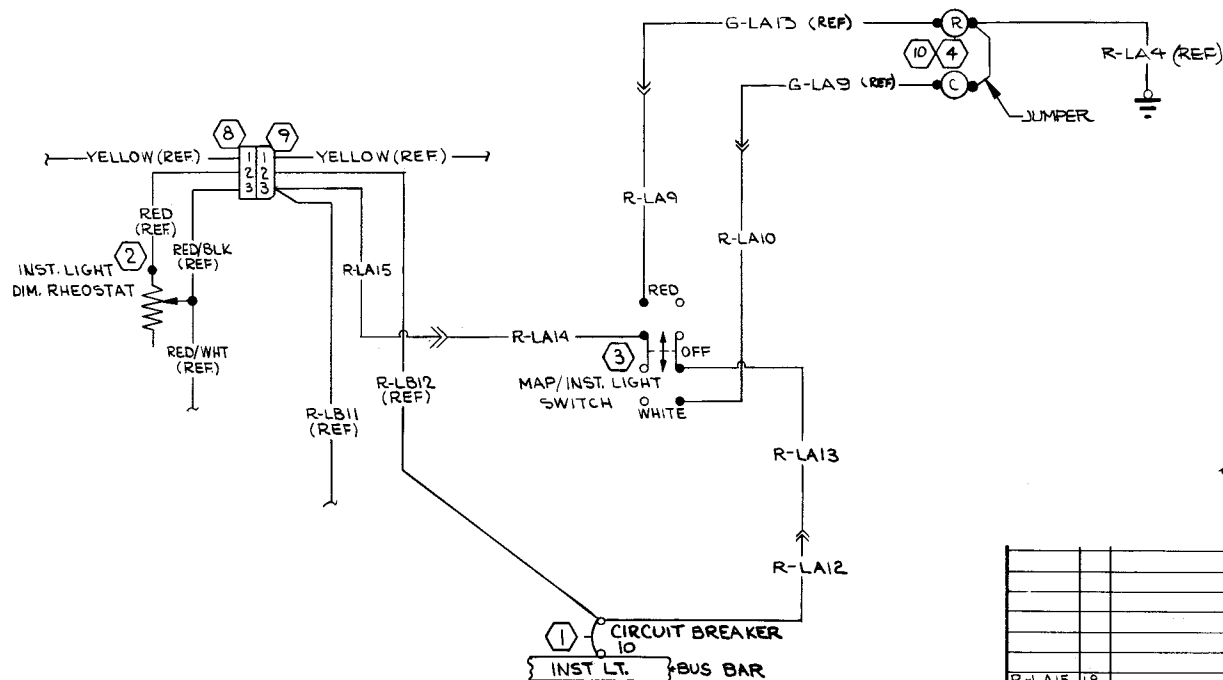 G-LA13 (REF)
R
R-LA4 (REF)
10 4
G-LA9 (REF)
C
JUMPER
8 9
YELLOW (REF.) 1 1 YELLOW (REF.)
2 2
3 3
RED
(REF.)
RED/BLK
(REF.)
R-LA9
R-LA10
2
INST. LIGHT
DIM. RHEOSTAT
R-LA15
RED
RED/WHT
(REF.)
R-LA14
3
OFF
MAP/INST. LIGHT
SWITCH
WHITE
R-LB12
(REF)
R-LB11
(REF)
R-LA13
R-LA12
1
CIRCUIT BREAKER
10
INST LT.
BUS BAR
R-LA15 18